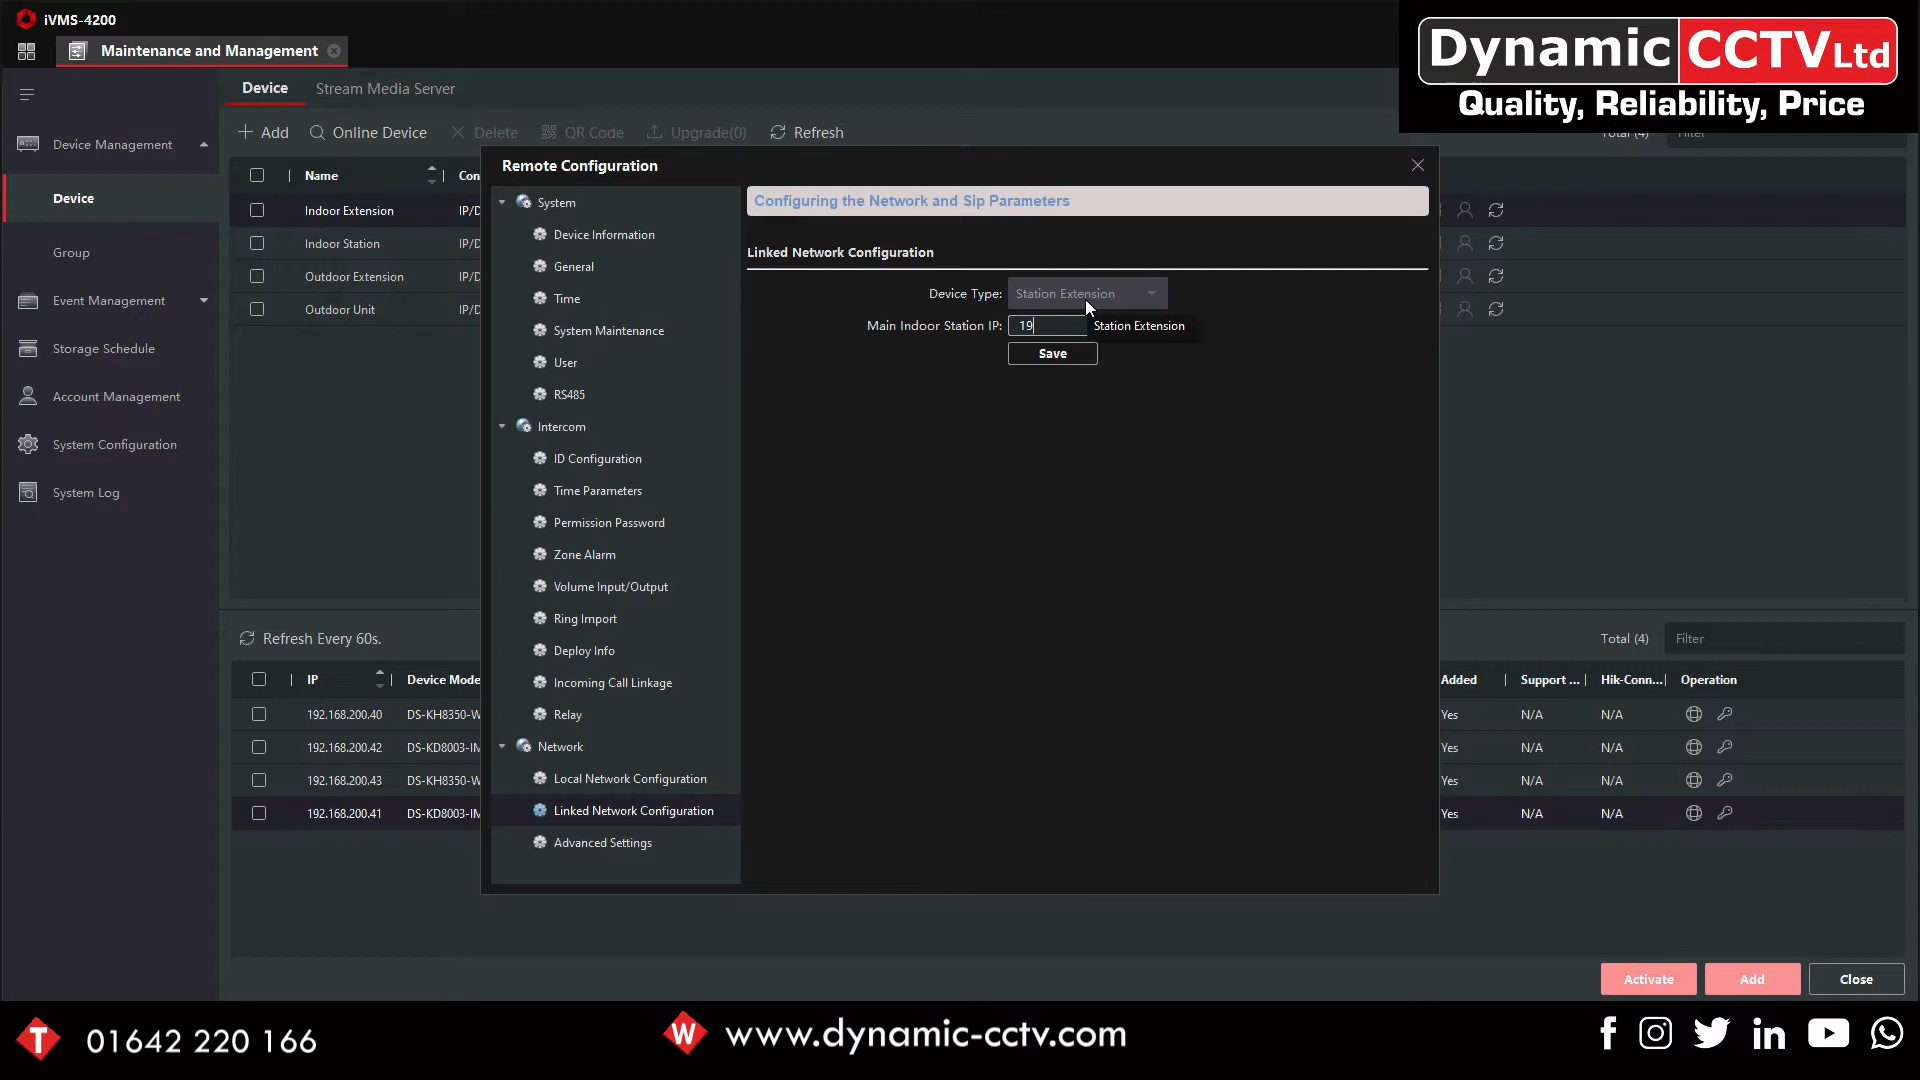 iVMS-4200
Maintenance and Management
Dynamic CCTV Ltd
Quality, Reliability, Price
Device
Stream Media Server
Add
Online Device
Delete
QR Code
Upgrade(0)
Refresh
Total (4)
Filter
Device Management
Device
Group
Event Management
Storage Schedule
Account Management
System Configuration
System Log
Name
Con
Indoor Extension
IP/D
Indoor Station
IP/D
Outdoor Extension
IP/D
Outdoor Unit
IP/D
Remote Configuration
System
Device Information
General
Time
System Maintenance
User
RS485
Intercom
ID Configuration
Time Parameters
Permission Password
Zone Alarm
Volume Input/Output
Ring Import
Deploy Info
Incoming Call Linkage
Relay
Network
Local Network Configuration
Linked Network Configuration
Advanced Settings
Configuring the Network and Sip Parameters
Linked Network Configuration
Device Type: Station Extension
Main Indoor Station IP: 19
Station Extension
Save
Refresh Every 60s.
Total (4)
Filter
IP Device Mode Added Support ... Hik-Conn... Operation
192.168.200.40 DS-KH8350-W Yes N/A N/A
192.168.200.42 DS-KD8003-IM Yes N/A N/A
192.168.200.43 DS-KH8350-W Yes N/A N/A
192.168.200.41 DS-KD8003-IM Yes N/A N/A
Activate
Add
Close
T 01642 220 166
W www.dynamic-cctv.com